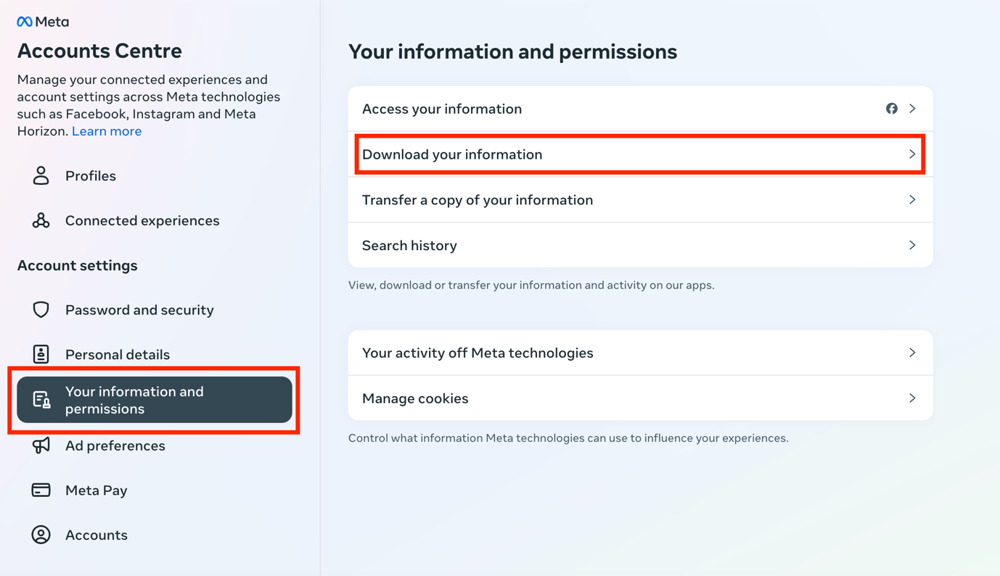 Meta
Accounts Centre
Manage your connected experiences and
account settings across Meta technologies
such as Facebook, Instagram and Meta
Horizon. Learn more
Profiles
Connected experiences
Account settings
Password and security
Personal details
Your information and
permissions
Ad preferences
Meta Pay
Accounts
Your information and permissions
Access your information
Download your information
Transfer a copy of your information
Search history
View, download or transfer your information and activity on our apps.
Your activity off Meta technologies
Manage cookies
Control what information Meta technologies can use to influence your experiences.